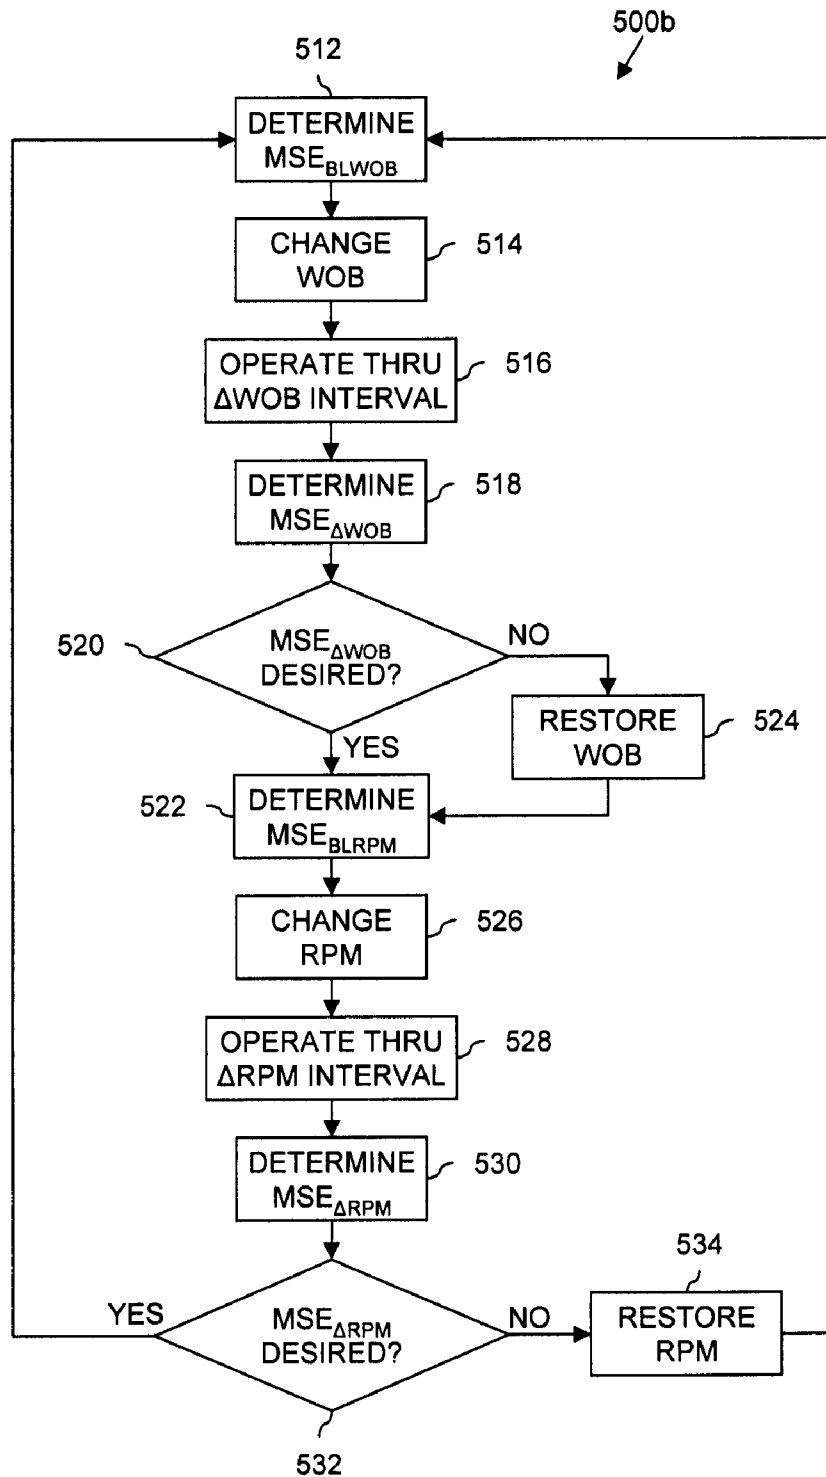 500b
512
DETERMINE
MSE_BLWOB
CHANGE
WOB
514
OPERATE THRU
ΔWOB INTERVAL
516
DETERMINE
MSE_ΔWOB
518
520
MSE_ΔWOB
DESIRED?
NO
YES
RESTORE
WOB
524
522
DETERMINE
MSE_BLRPM
CHANGE
RPM
526
OPERATE THRU
ΔRPM INTERVAL
528
DETERMINE
MSE_ΔRPM
530
YES
MSE_ΔRPM
DESIRED?
NO
534
RESTORE
RPM
532